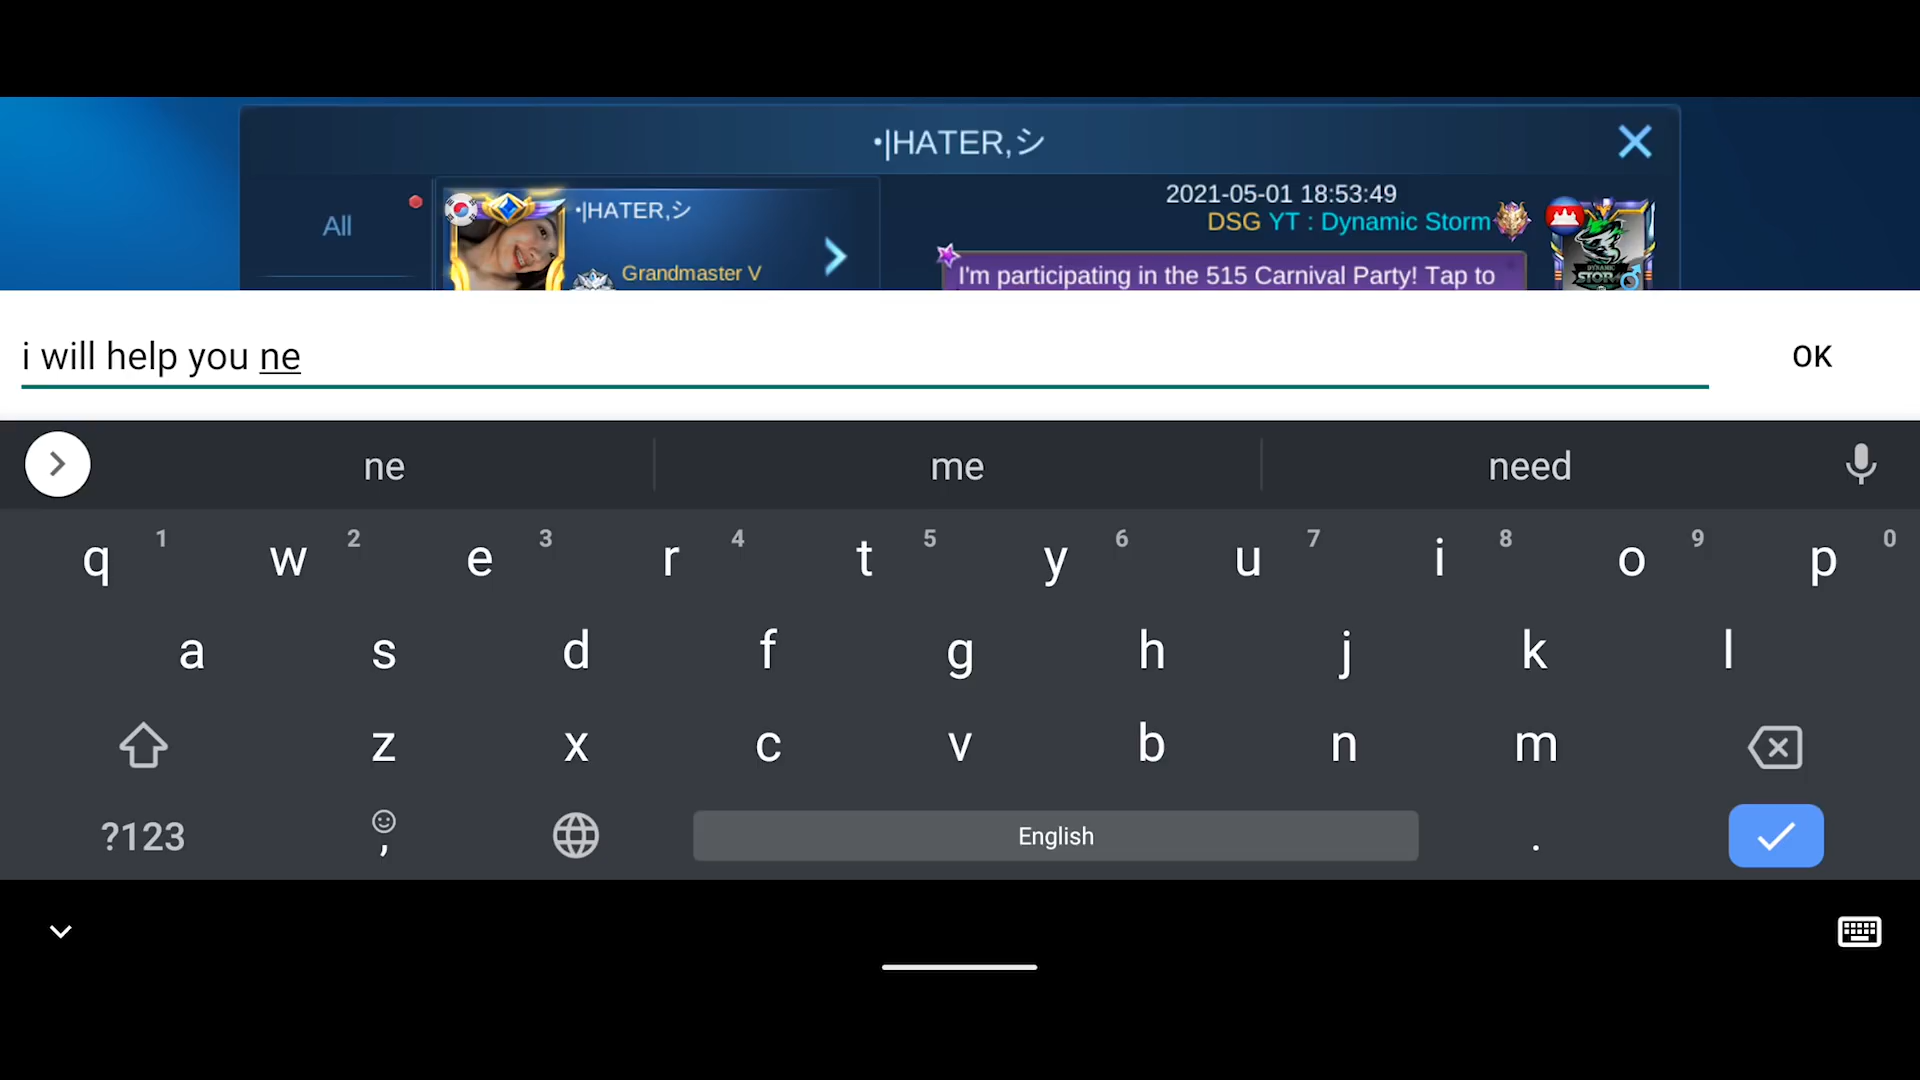 •|HATER,シ
All
•|HATER,シ
Grandmaster V
2021-05-01 18:53:49
DSG YT : Dynamic Storm
I'm participating in the 515 Carnival Party! Tap to
DYNAMIC
STORM
i will help you ne
OK
ne me need
q 1 w 2 e 3 r 4 t 5 y 6 u 7 i 8 o 9 p 0
a s d f g h j k l
z x c v b n m
?123 , English .